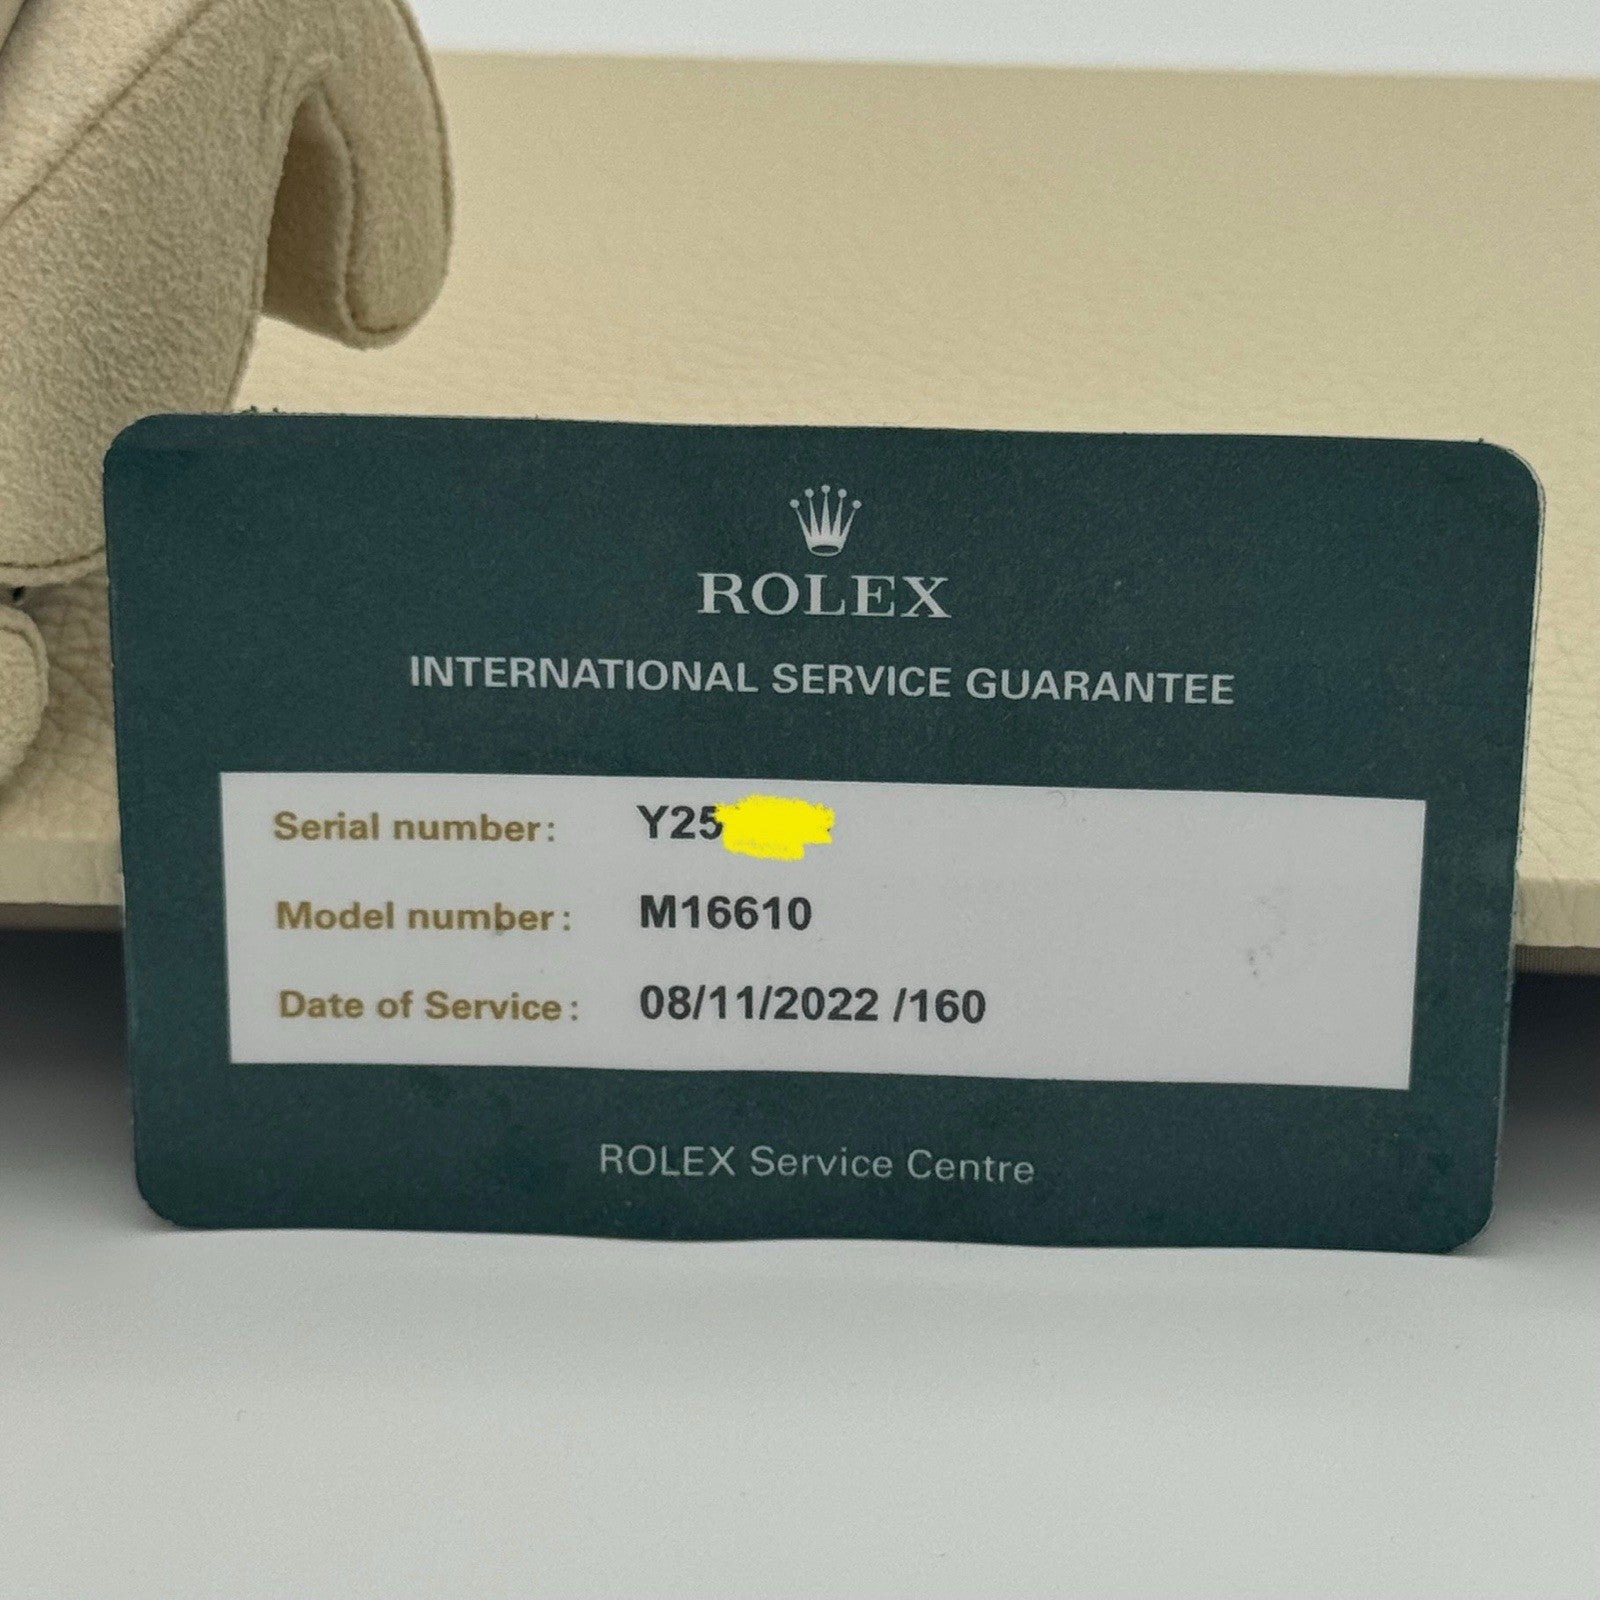 ROLEX
INTERNATIONAL SERVICE GUARANTEE
Serial number: Y25
Model number: M16610
Date of Service: 08/11/2022 /160
ROLEX Service Centre